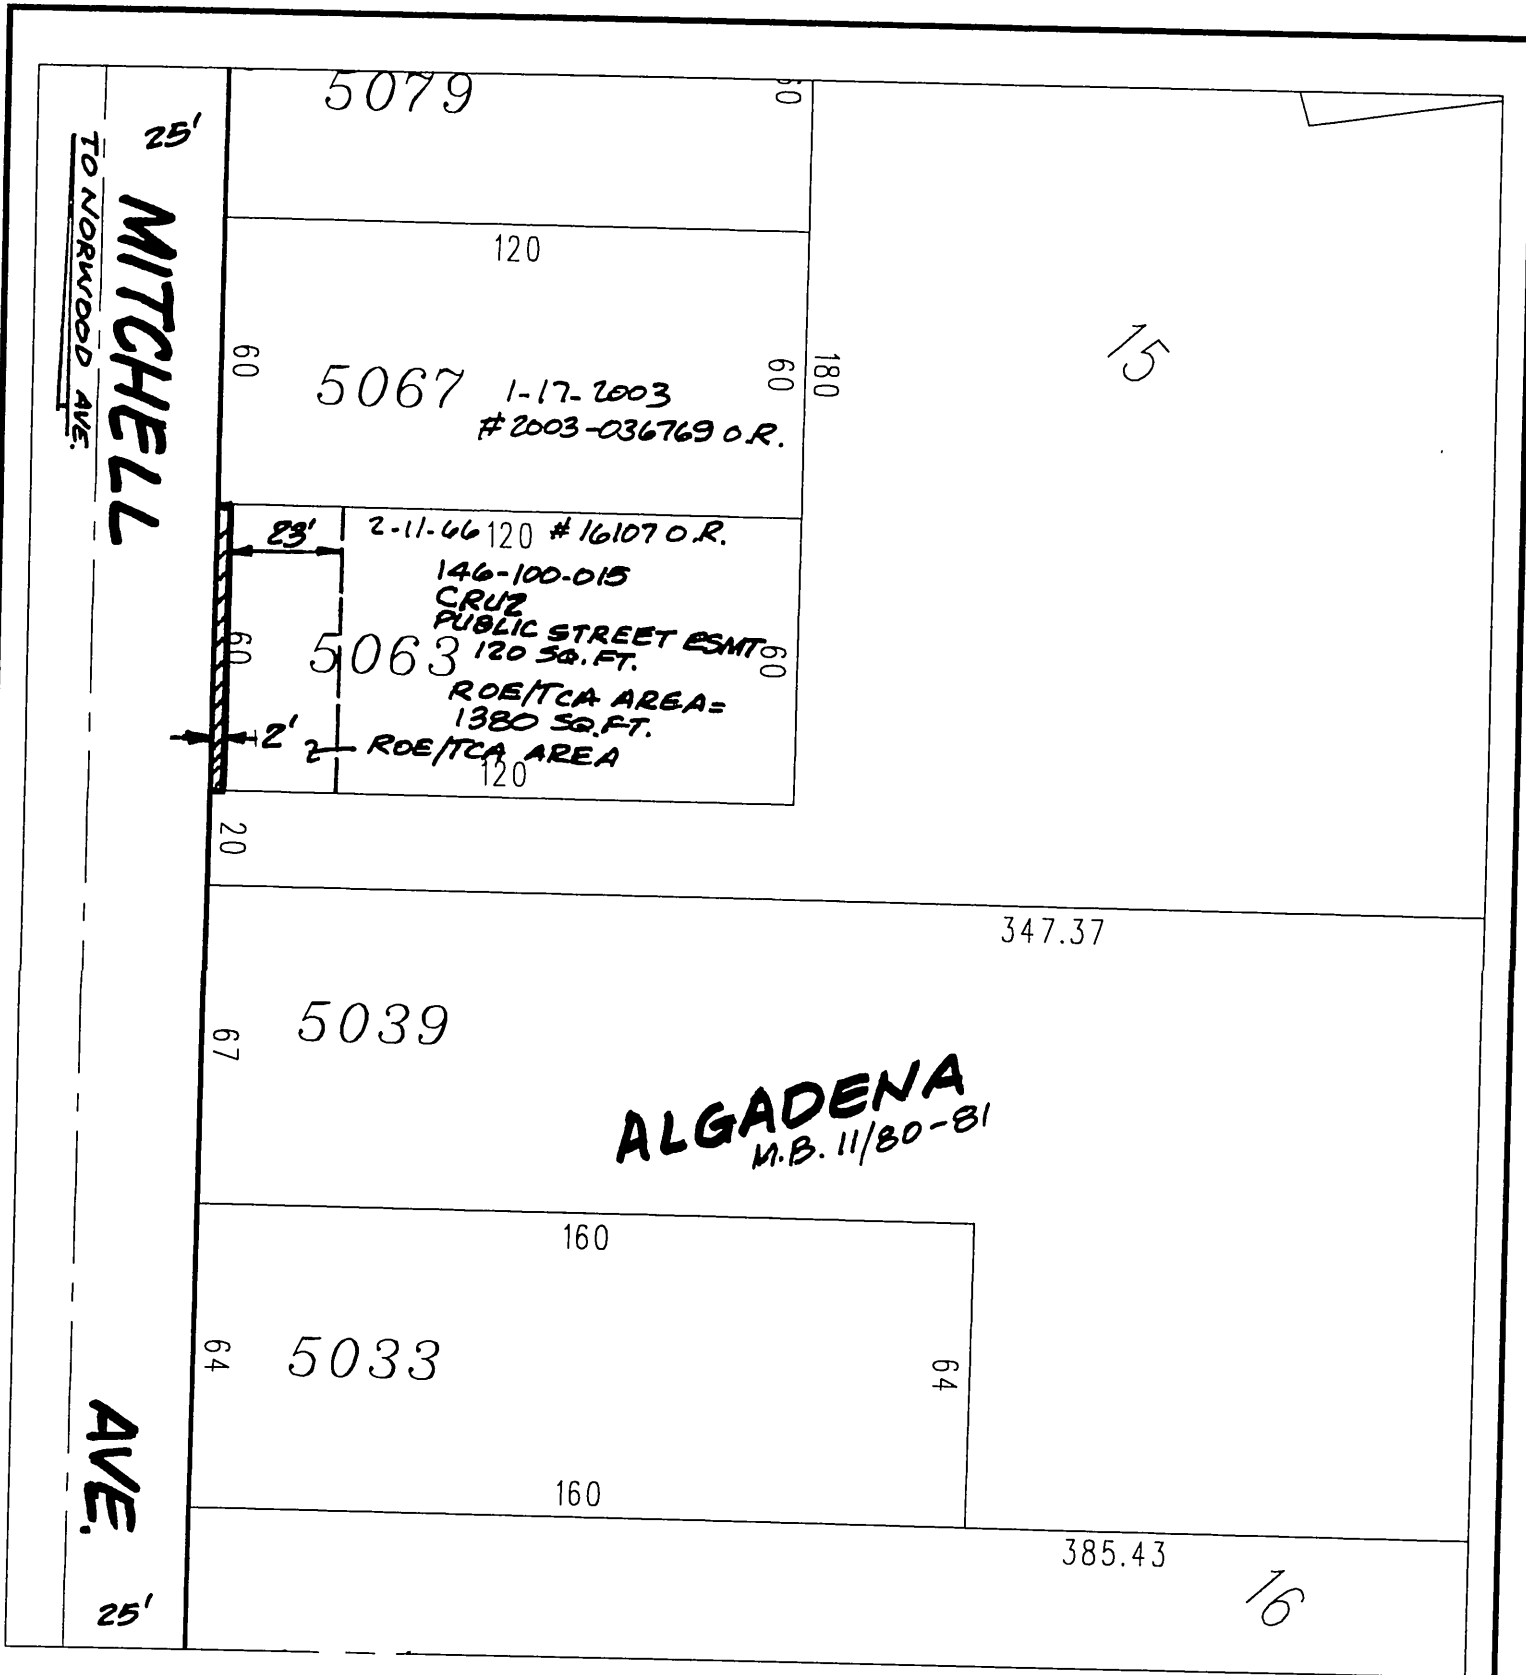 5079
50
25'
TO NORWOOD AVE.
MITCHELL
120
60
5067
1-17-2003
#2003-036769 O.R.
60
180
15
23'
2-11-66
120
#16107 O.R.
146-100-015
CRUZ
PUBLIC STREET ESMT
120 SQ.FT.
60
5063
60
ROE/TCA AREA=
1380 SQ.FT.
2'
ROE/TCA AREA
120
20
347.37
5039
67
ALGADENA
M.B. 11/80-81
160
64
5033
64
160
AVE.
385.43
16
25'